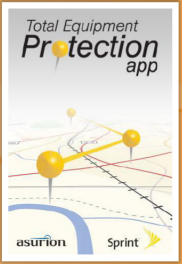 Total Equipment
Protection
app
asurion
Sprint